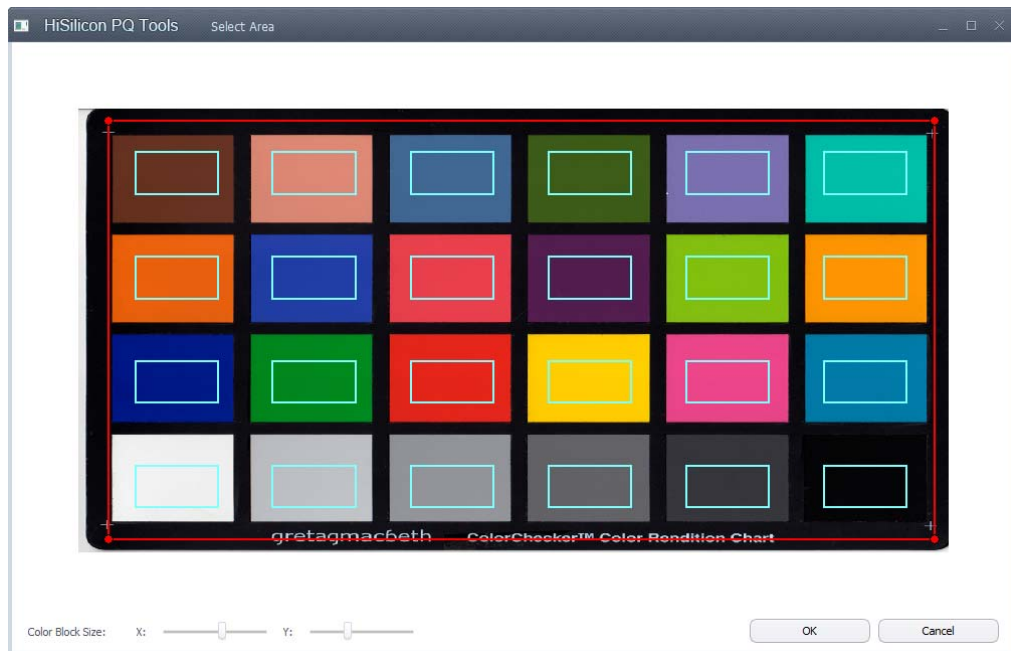 HiSilicon PQ Tools Select Area
gretagmacbeth ColorChecker™ Color Rendition Chart
Color Block Size: X: Y: OK Cancel